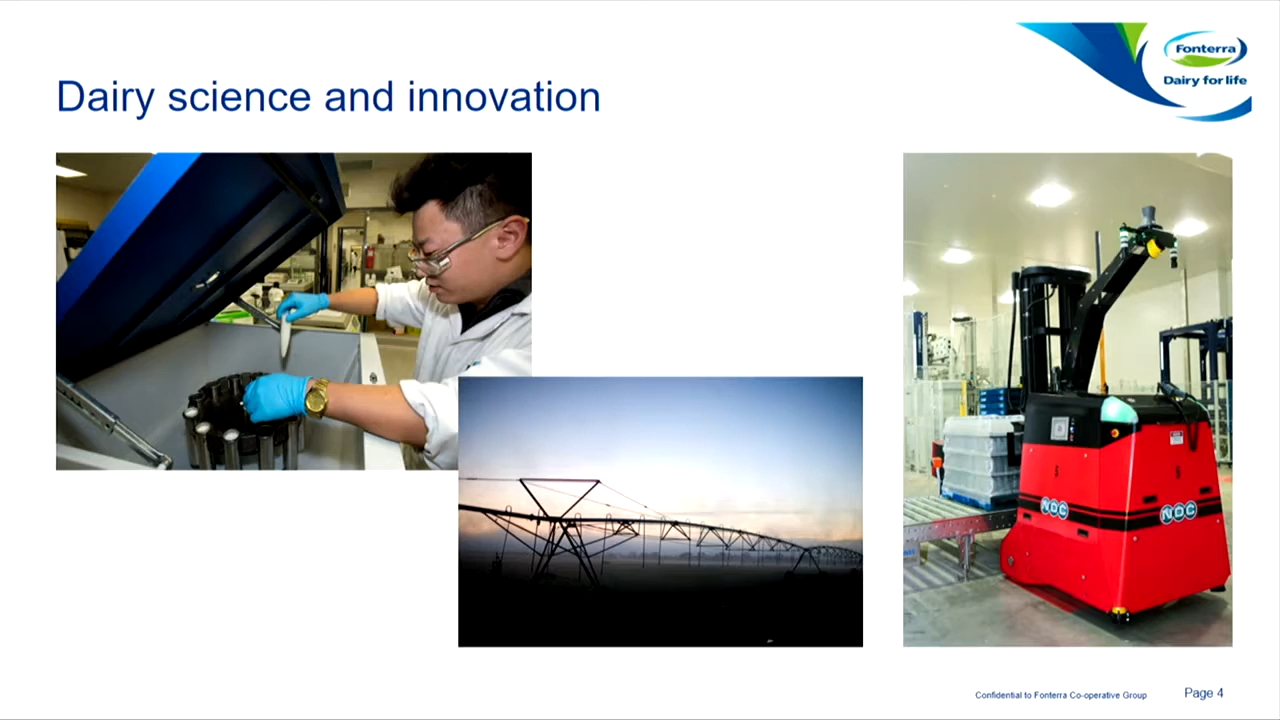 Fonterra
Dairy for life
Dairy science and innovation
NDC
NDC
Confidential to Fonterra Co-operative Group
Page 4